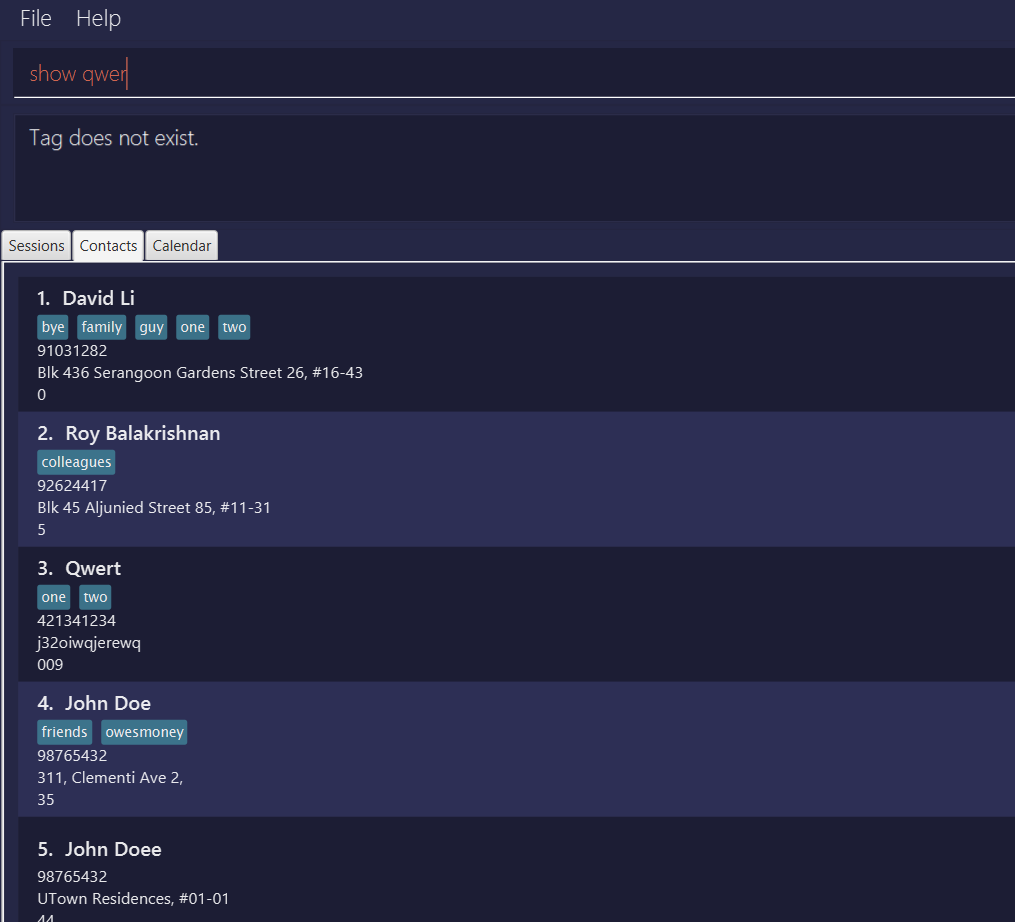 File Help
show qwer
Tag does not exist.
Sessions Contacts Calendar
1. David Li
bye family guy one two
91031282
Blk 436 Serangoon Gardens Street 26, #16-43
0
2. Roy Balakrishnan
colleagues
92624417
Blk 45 Aljunied Street 85, #11-31
5
3. Qwert
one two
421341234
j32oiwqjerewq
009
4. John Doe
friends owesmoney
98765432
311, Clementi Ave 2,
35
5. John Doee
98765432
UTown Residences, #01-01
44